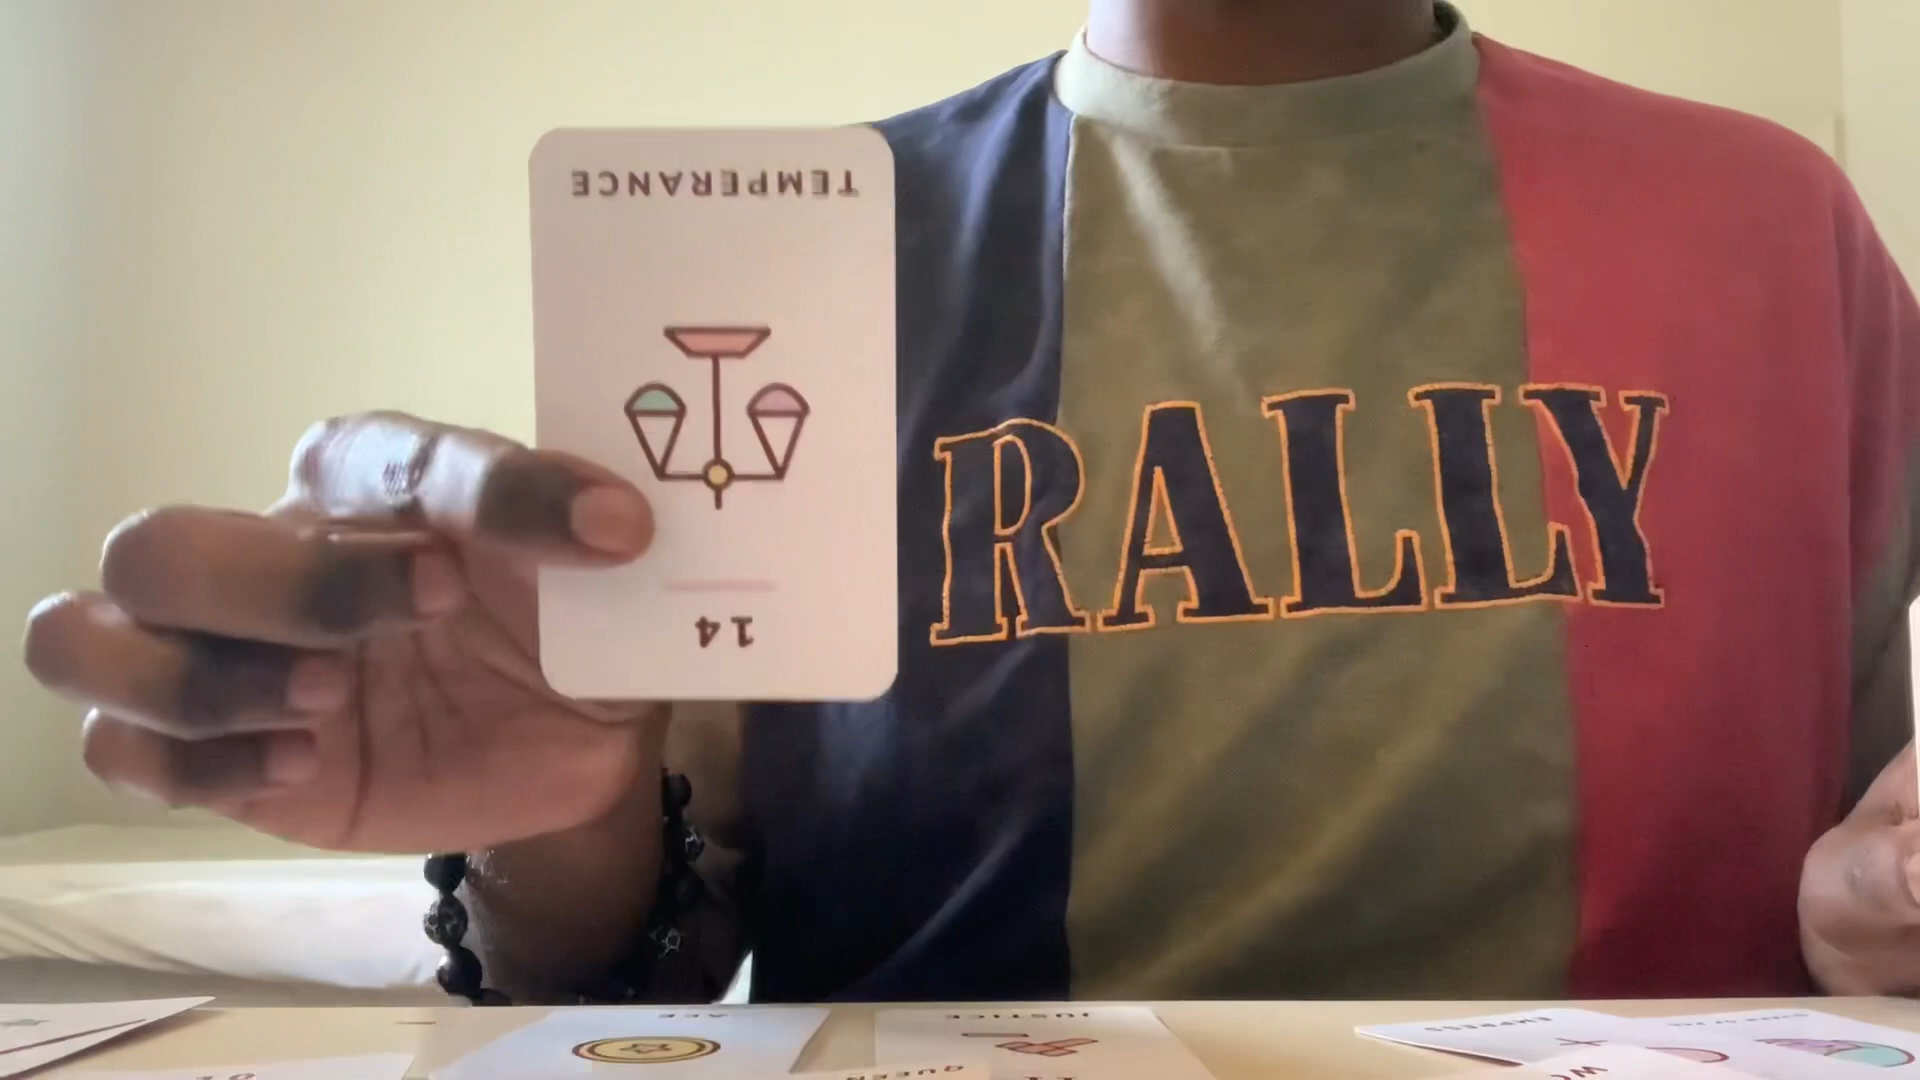 TEMPERANCE
14
RALLY
ACE
JUSTICE
EMPRESS
QUEEN